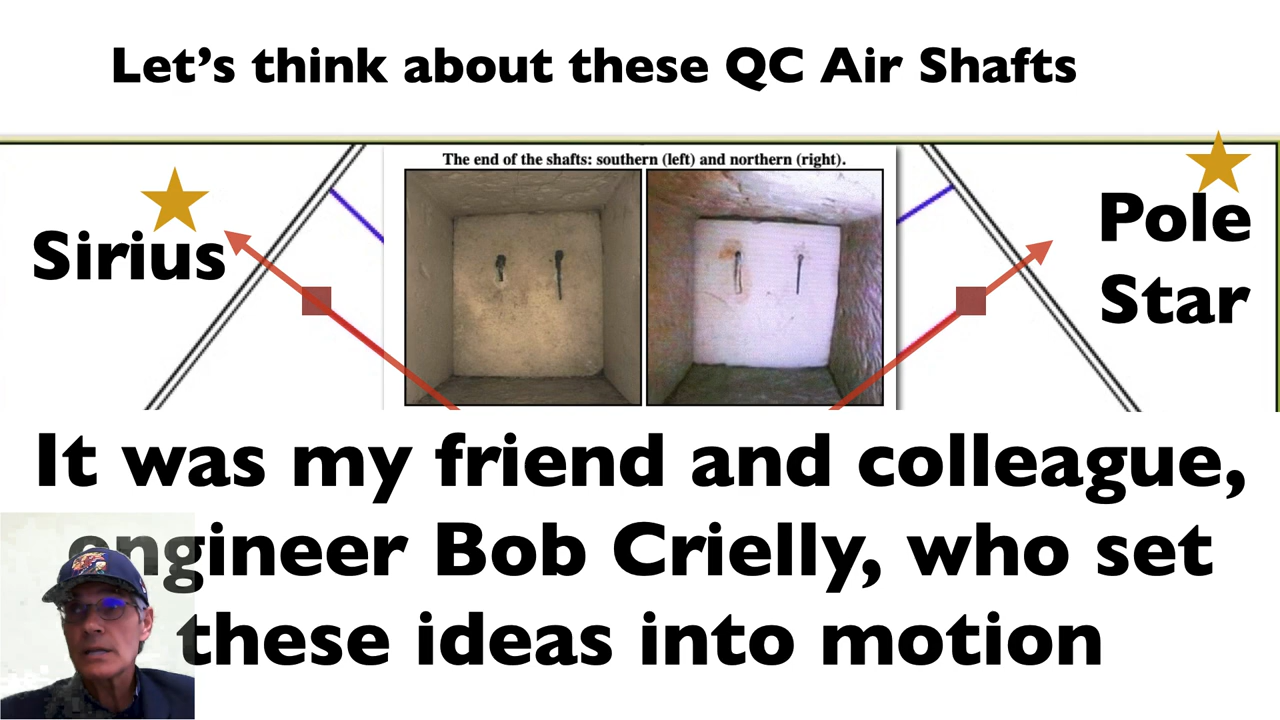 Let's think about these QC Air Shafts
The end of the shafts: southern (left) and northern (right).
Sirius
Pole
Star
It was my friend and colleague,
engineer Bob Crielly, who set
these ideas into motion